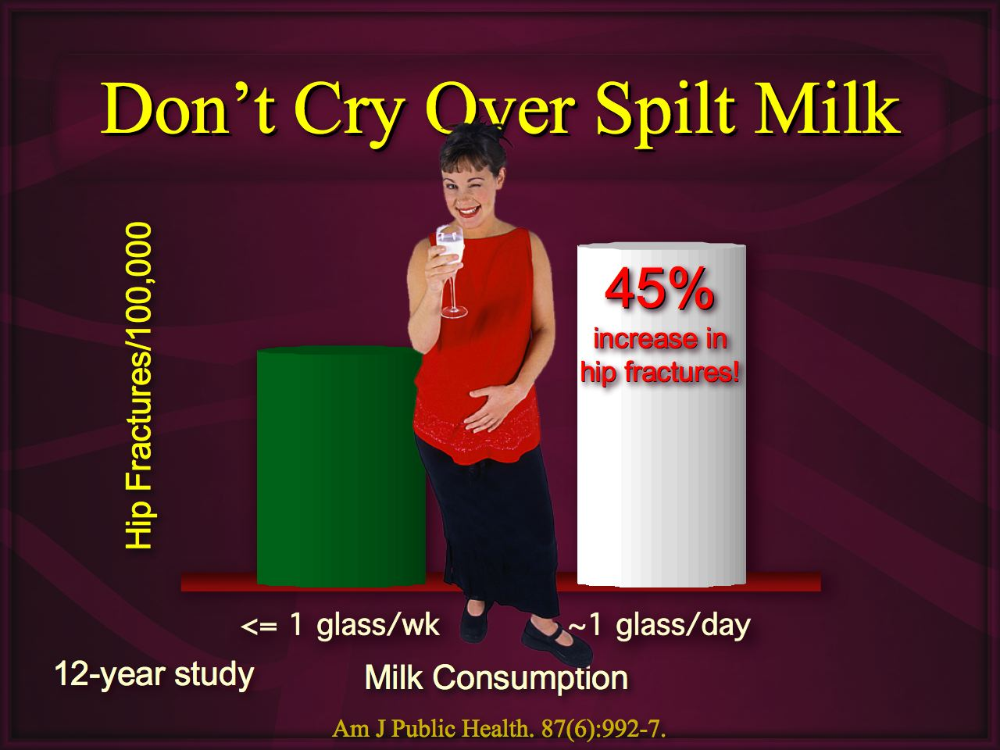 Don’t Cry Over Spilt Milk
Hip Fractures/100,000
45%
increase in
hip fractures!
<= 1 glass/wk
~1 glass/day
12-year study
Milk Consumption
Am J Public Health. 87(6):992-7.